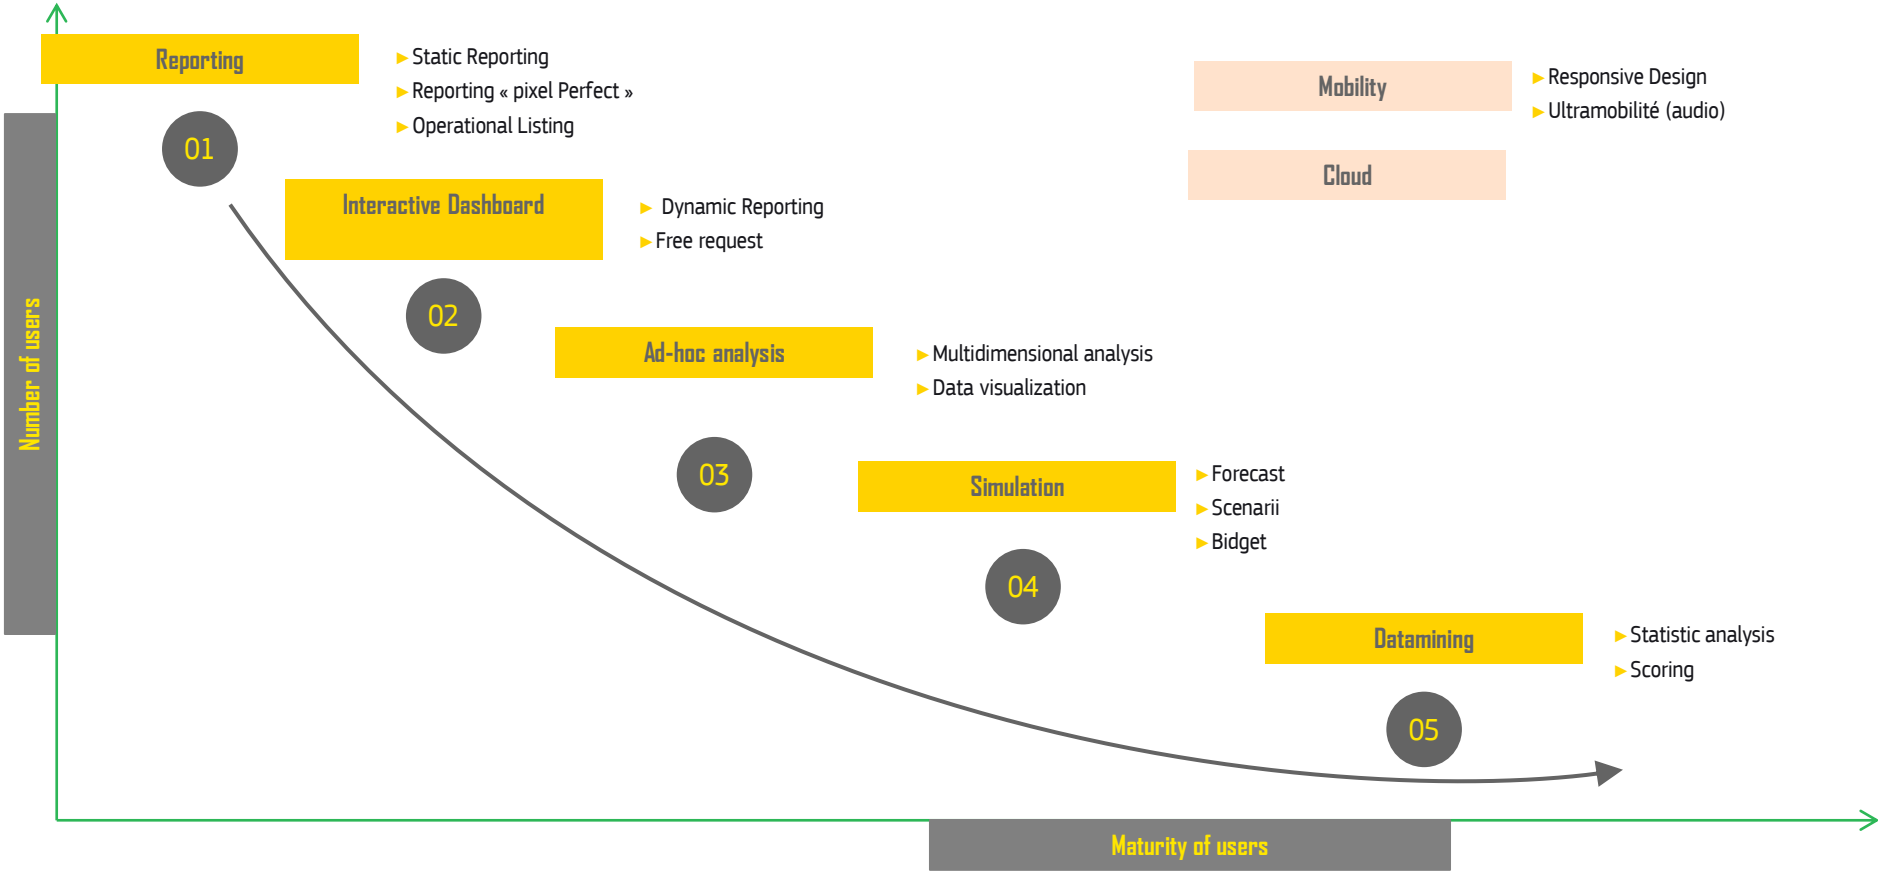 Reporting
► Static Reporting
► Reporting « pixel Perfect »
► Operational Listing
01
Mobility
► Responsive Design
► Ultramobilité (audio)
Cloud
Interactive Dashboard
► Dynamic Reporting
► Free request
02
Number of users
Ad-hoc analysis
► Multidimensional analysis
► Data visualization
03
Simulation
► Forecast
► Scenarii
► Bidget
04
Datamining
► Statistic analysis
► Scoring
05
Maturity of users